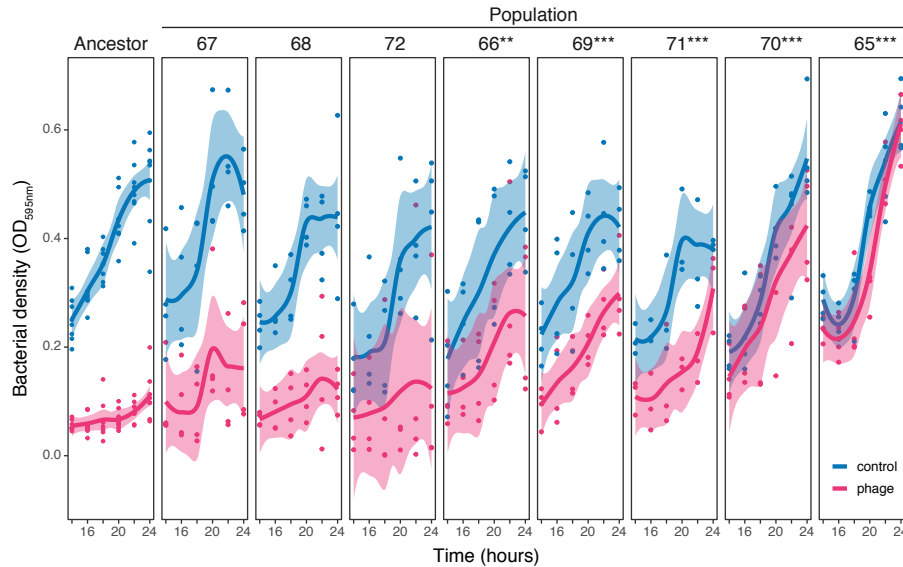 Population
Ancestor 67 68 72 66** 69*** 71*** 70*** 65***
0.6
0.4
0.2
0.0
Bacterial density (OD595nm)
control
phage
16 20 24 16 20 24 16 20 24 16 20 24 16 20 24 16 20 24 16 20 24 16 20 24 16 20 24
Time (hours)